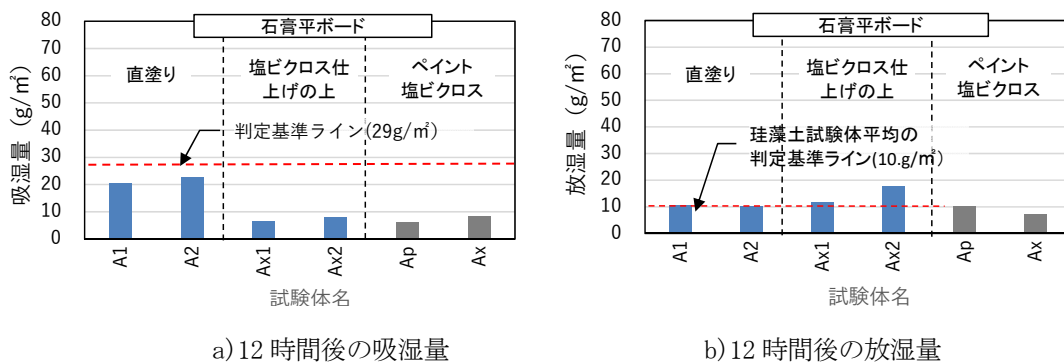 石膏平ボード
80
70
60
50
40
30
20
10
0
吸湿量（g/㎡）
直塗り
塩ビクロス仕
上げの上
ペイント
塩ビクロス
判定基準ライン(29g/㎡)
A1
A2
Ax1
Ax2
Ap
Ax
試験体名
a)12 時間後の吸湿量
石膏平ボード
80
70
60
50
40
30
20
10
0
放湿量（g/㎡）
直塗り
塩ビクロス仕
上げの上
ペイント
塩ビクロス
珪藻土試験体平均の
判定基準ライン(10.g/㎡)
A1
A2
Ax1
Ax2
Ap
Ax
試験体名
b)12 時間後の放湿量